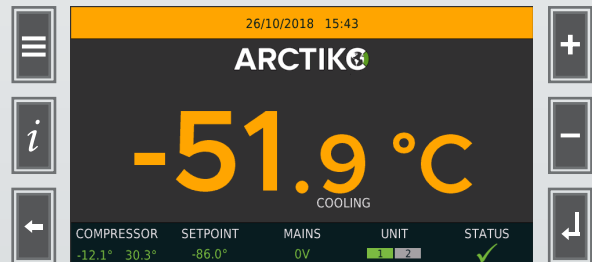 26/10/2018 15:43
ARCTIKO
-51.9 °C
COOLING
COMPRESSOR SETPOINT MAINS UNIT STATUS
-12.1° 30.3° -86.0° 0V 1 2
i